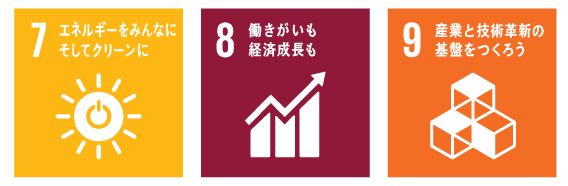 7 エネルギーをみんなに
そしてクリーンに
8 働きがいも
経済成長も
9 産業と技術革新の
基盤をつくろう